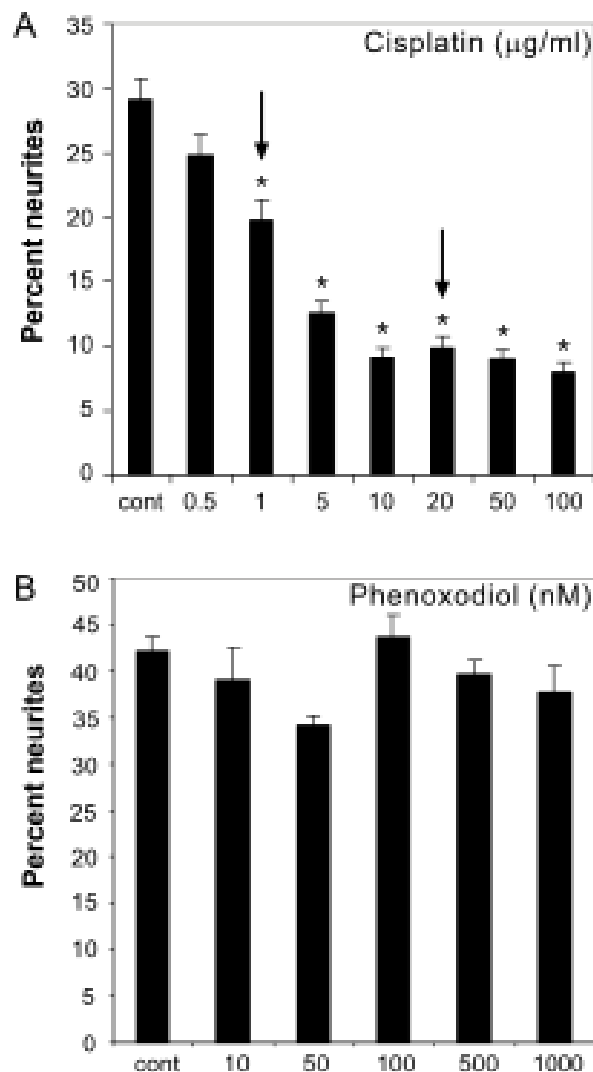 A
Cisplatin (µg/ml)
Percent neurites
35
30
25
20
15
10
5
0
* * * * * *
cont 0.5 1 5 10 20 50 100
B
Phenoxodiol (nM)
Percent neurites
50
45
40
35
30
25
20
15
10
5
0
cont 10 50 100 500 1000